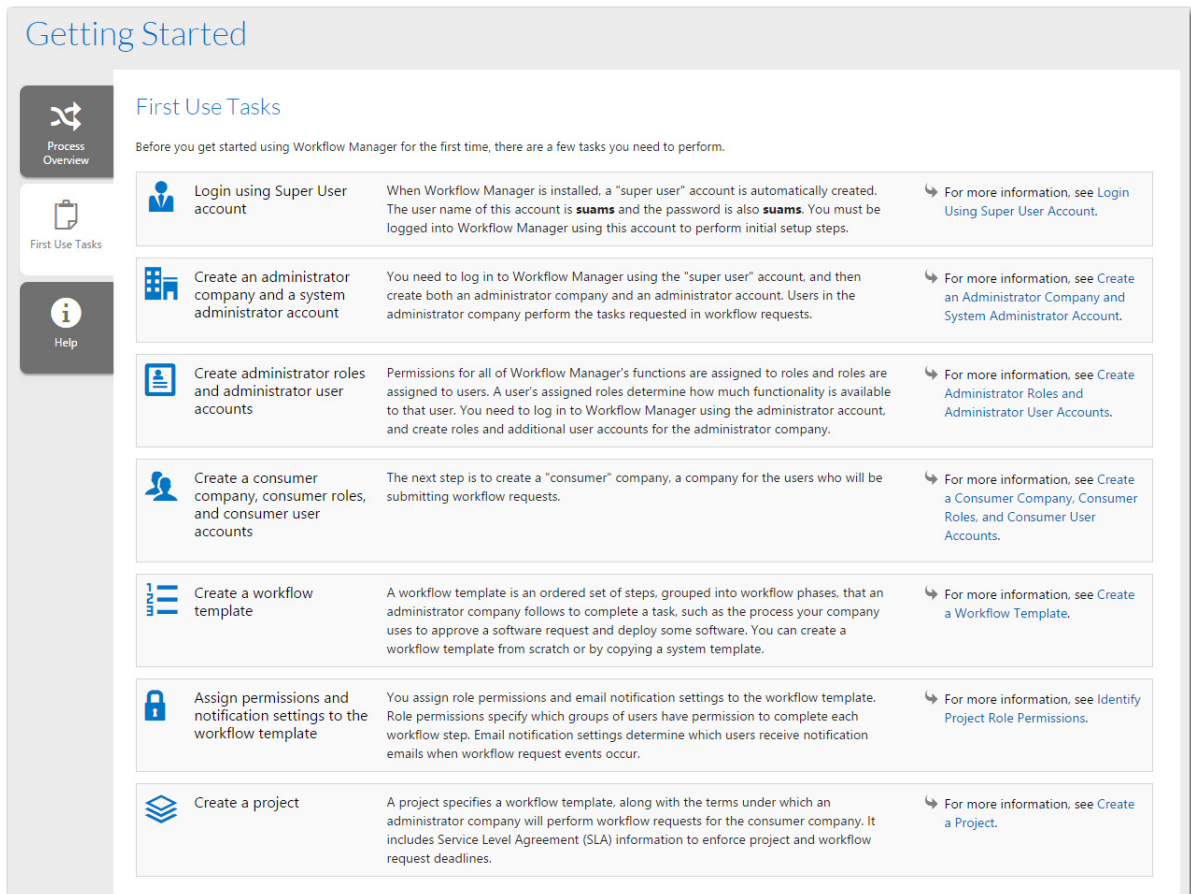 Getting Started
Process
Overview
First Use Tasks
Help
First Use Tasks
Before you get started using Workflow Manager for the first time, there are a few tasks you need to perform.
Login using Super User
account
When Workflow Manager is installed, a "super user" account is automatically created.
The user name of this account is suams and the password is also suams. You must be
logged into Workflow Manager using this account to perform initial setup steps.
For more information, see Login
Using Super User Account.
Create an administrator
company and a system
administrator account
You need to log in to Workflow Manager using the "super user" account, and then
create both an administrator company and an administrator account. Users in the
administrator company perform the tasks requested in workflow requests.
For more information, see Create
an Administrator Company and
System Administrator Account.
Create administrator roles
and administrator user
accounts
Permissions for all of Workflow Manager's functions are assigned to roles and roles are
assigned to users. A user's assigned roles determine how much functionality is available
to that user. You need to log in to Workflow Manager using the administrator account,
and create roles and additional user accounts for the administrator company.
For more information, see Create
Administrator Roles and
Administrator User Accounts.
Create a consumer
company, consumer roles,
and consumer user
accounts
The next step is to create a "consumer" company, a company for the users who will be
submitting workflow requests.
For more information, see Create
a Consumer Company, Consumer
Roles, and Consumer User
Accounts.
1
2
3
Create a workflow
template
A workflow template is an ordered set of steps, grouped into workflow phases, that an
administrator company follows to complete a task, such as the process your company
uses to approve a software request and deploy some software. You can create a
workflow template from scratch or by copying a system template.
For more information, see Create
a Workflow Template.
Assign permissions and
notification settings to the
workflow template
You assign role permissions and email notification settings to the workflow template.
Role permissions specify which groups of users have permission to complete each
workflow step. Email notification settings determine which users receive notification
emails when workflow request events occur.
For more information, see Identify
Project Role Permissions.
Create a project
A project specifies a workflow template, along with the terms under which an
administrator company will perform workflow requests for the consumer company. It
includes Service Level Agreement (SLA) information to enforce project and workflow
request deadlines.
For more information, see Create
a Project.